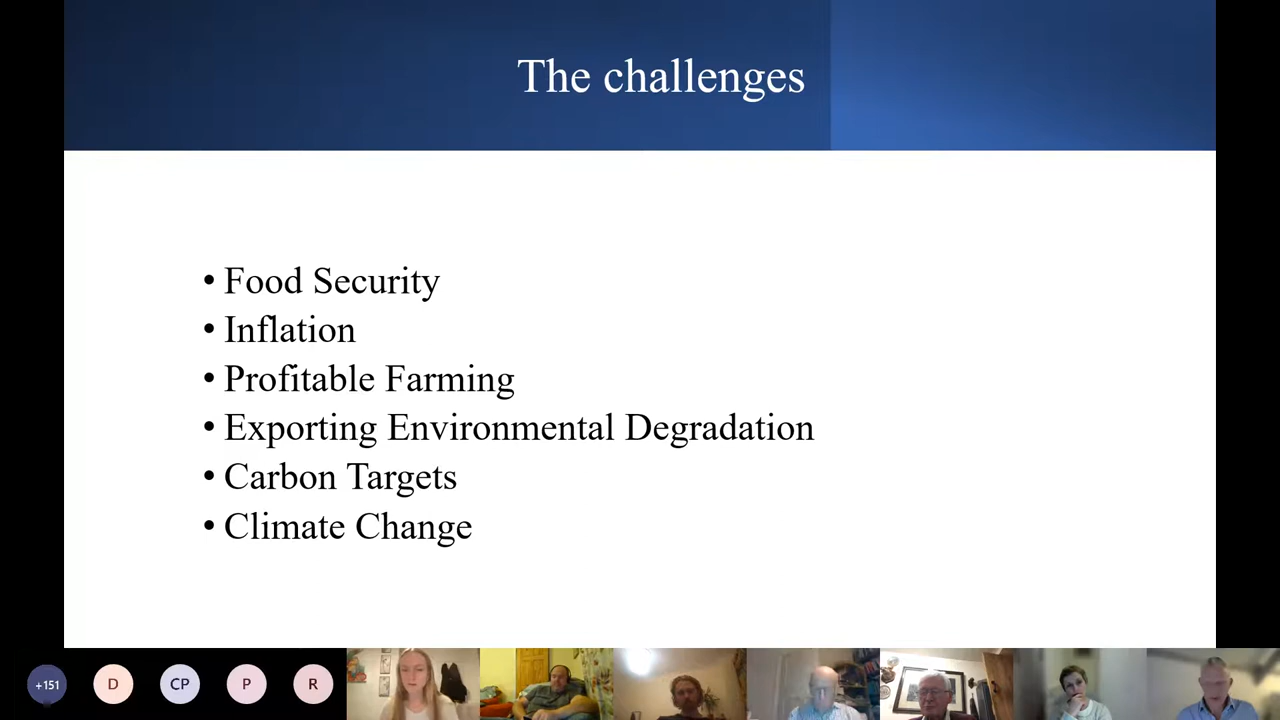 The challenges
• Food Security
• Inflation
• Profitable Farming
• Exporting Environmental Degradation
• Carbon Targets
• Climate Change
+151
D
CP
P
R